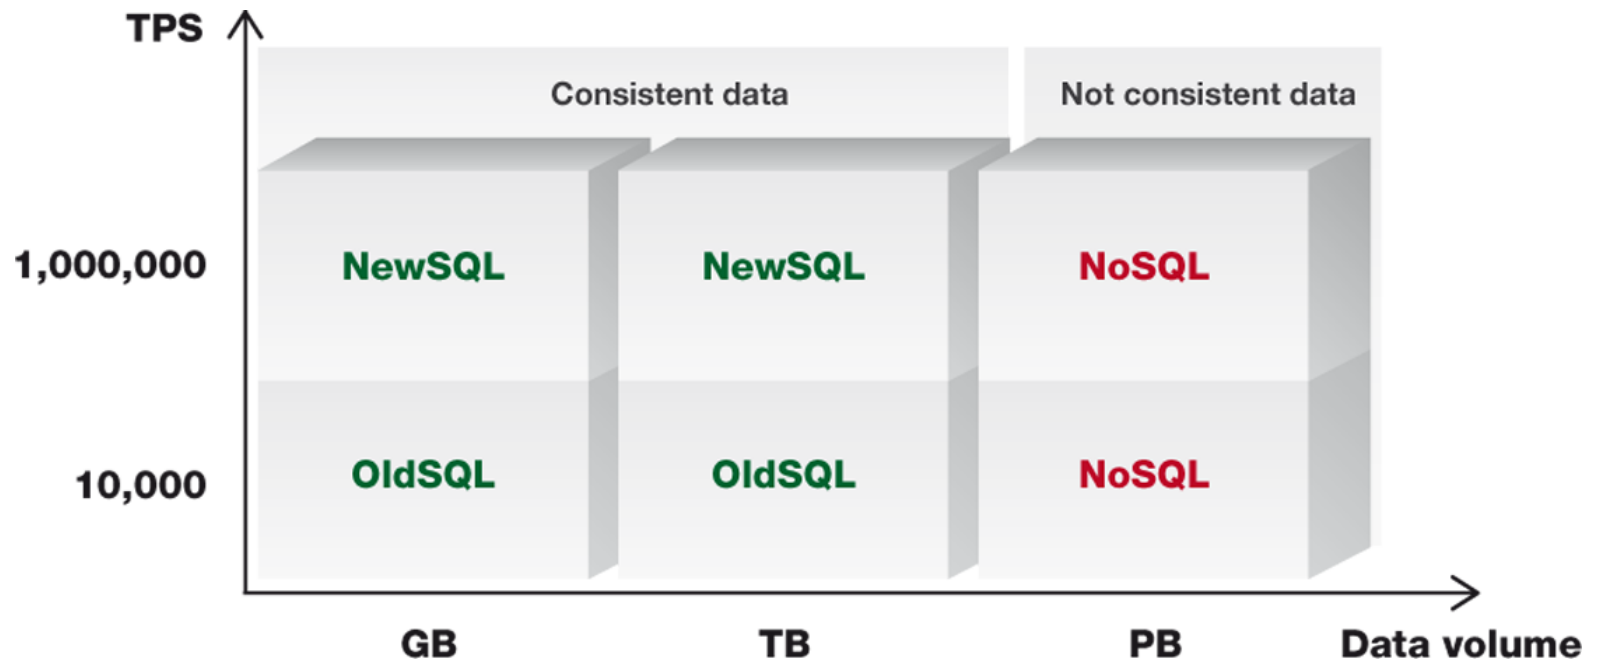 TPS
Consistent data
Not consistent data
1,000,000
NewSQL
NewSQL
NoSQL
10,000
OldSQL
OldSQL
NoSQL
GB
TB
PB
Data volume